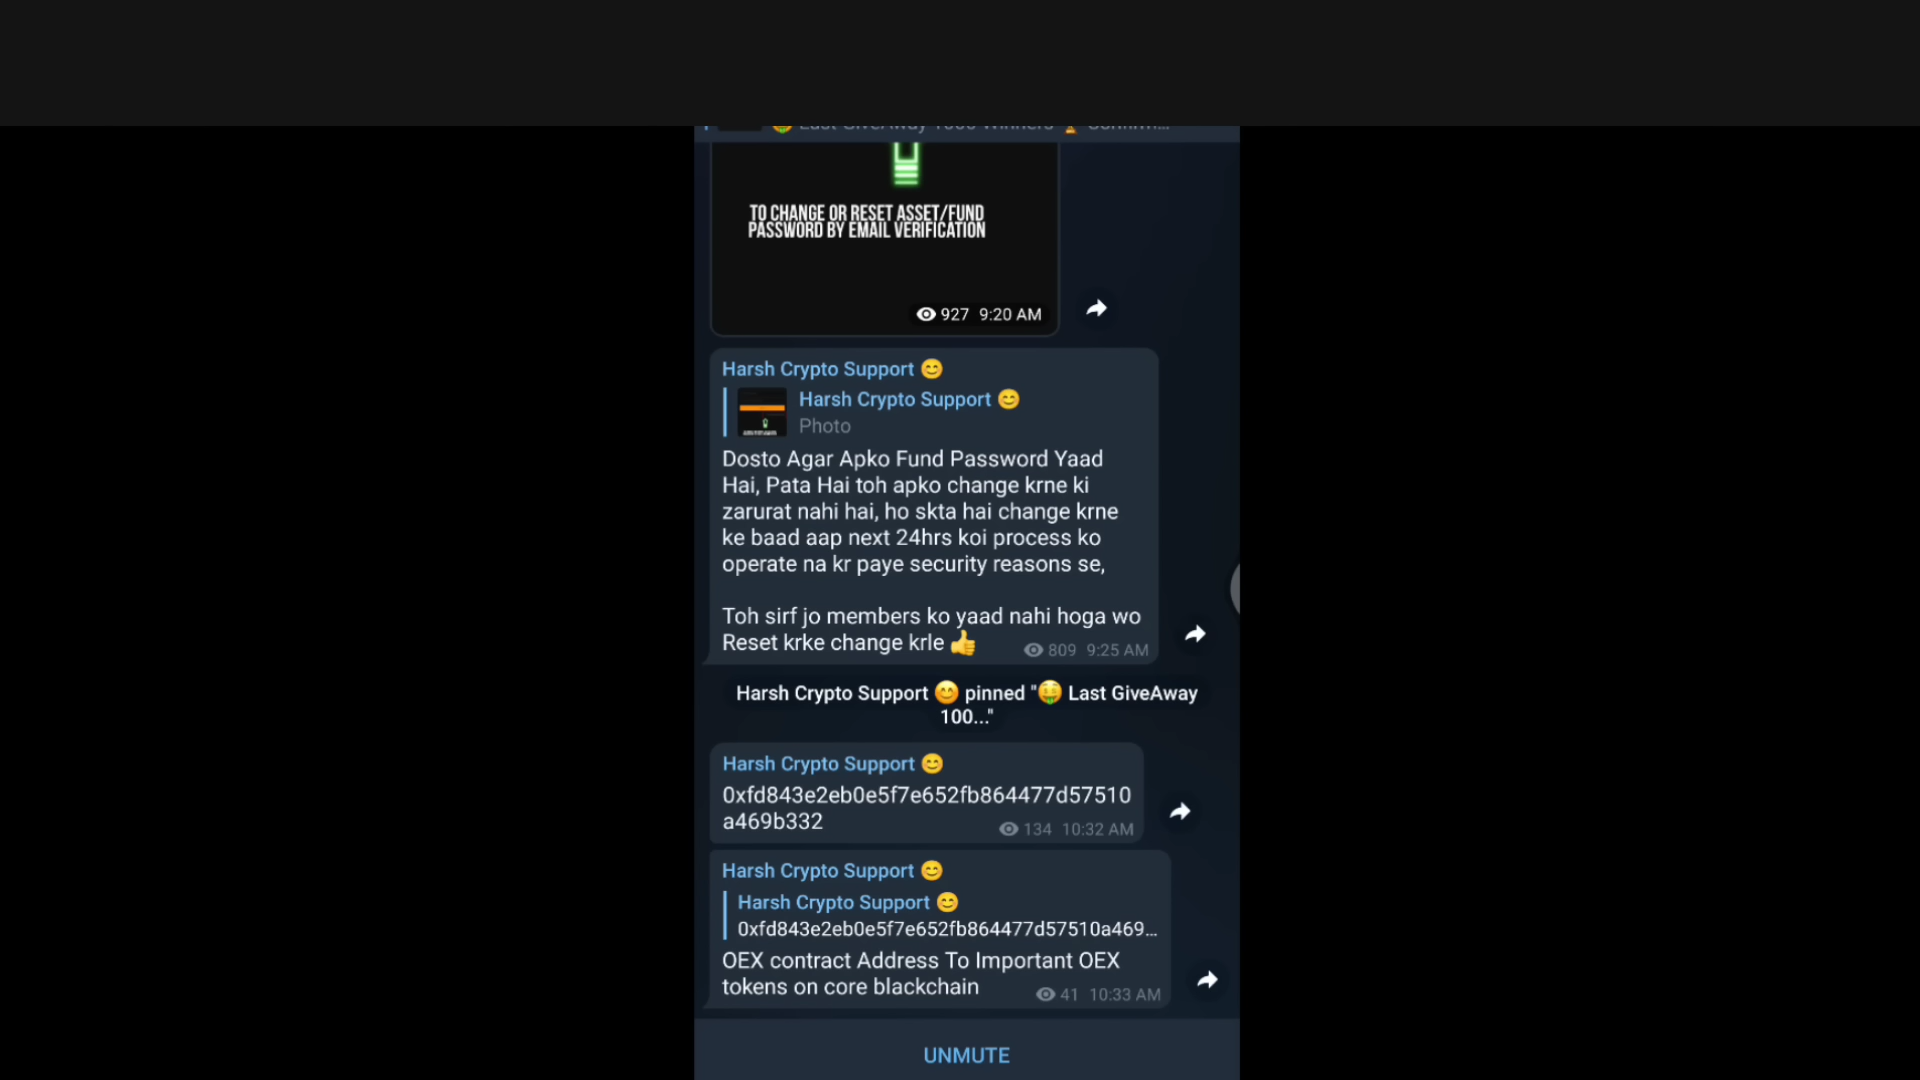 Last GiveAway 1000 Winners 🏆 Confirm...
TO CHANGE OR RESET ASSET/FUND
PASSWORD BY EMAIL VERIFICATION
927 9:20 AM
Harsh Crypto Support 😊
Harsh Crypto Support 😊
Photo
Dosto Agar Apko Fund Password Yaad
Hai, Pata Hai toh apko change krne ki
zarurat nahi hai, ho skta hai change krne
ke baad aap next 24hrs koi process ko
operate na kr paye security reasons se,
Toh sirf jo members ko yaad nahi hoga wo
Reset krke change krle 👍
809 9:25 AM
Harsh Crypto Support 😊 pinned "🤑 Last GiveAway
100..."
Harsh Crypto Support 😊
0xfd843e2eb0e5f7e652fb864477d57510
a469b332
134 10:32 AM
Harsh Crypto Support 😊
Harsh Crypto Support 😊
0xfd843e2eb0e5f7e652fb864477d57510a469...
OEX contract Address To Important OEX
tokens on core blackchain
41 10:33 AM
UNMUTE